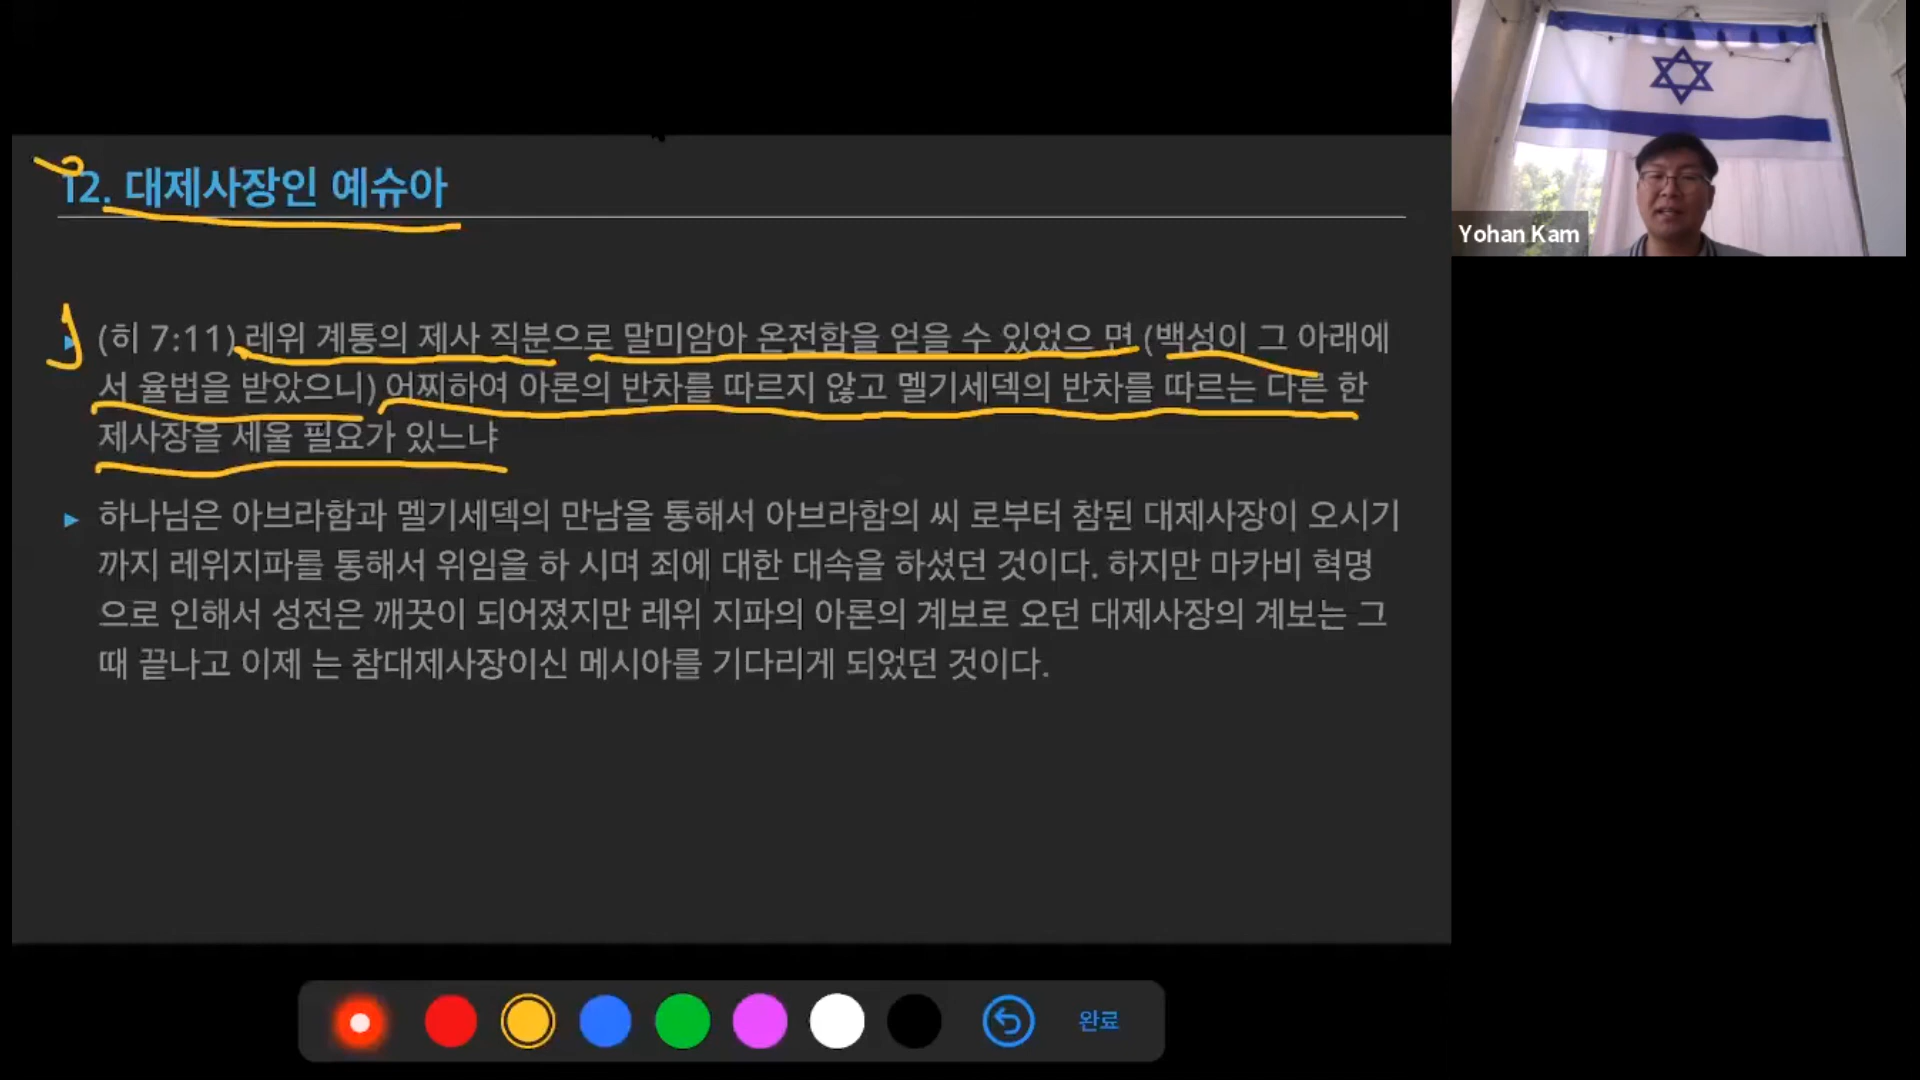 12. 대제사장인 예슈아
(히 7:11) 레위 계통의 제사 직분으로 말미암아 온전함을 얻을 수 있었으 면 (백성이 그 아래에
서 율법을 받았으니) 어찌하여 아론의 반차를 따르지 않고 멜기세덱의 반차를 따르는 다른 한
제사장을 세울 필요가 있느냐
하나님은 아브라함과 멜기세덱의 만남을 통해서 아브라함의 씨 로부터 참된 대제사장이 오시기
까지 레위지파를 통해서 위임을 하 시며 죄에 대한 대속을 하셨던 것이다. 하지만 마카비 혁명
으로 인해서 성전은 깨끗이 되어졌지만 레위 지파의 아론의 계보로 오던 대제사장의 계보는 그
때 끝나고 이제 는 참대제사장이신 메시아를 기다리게 되었던 것이다.
Yohan Kam
완료